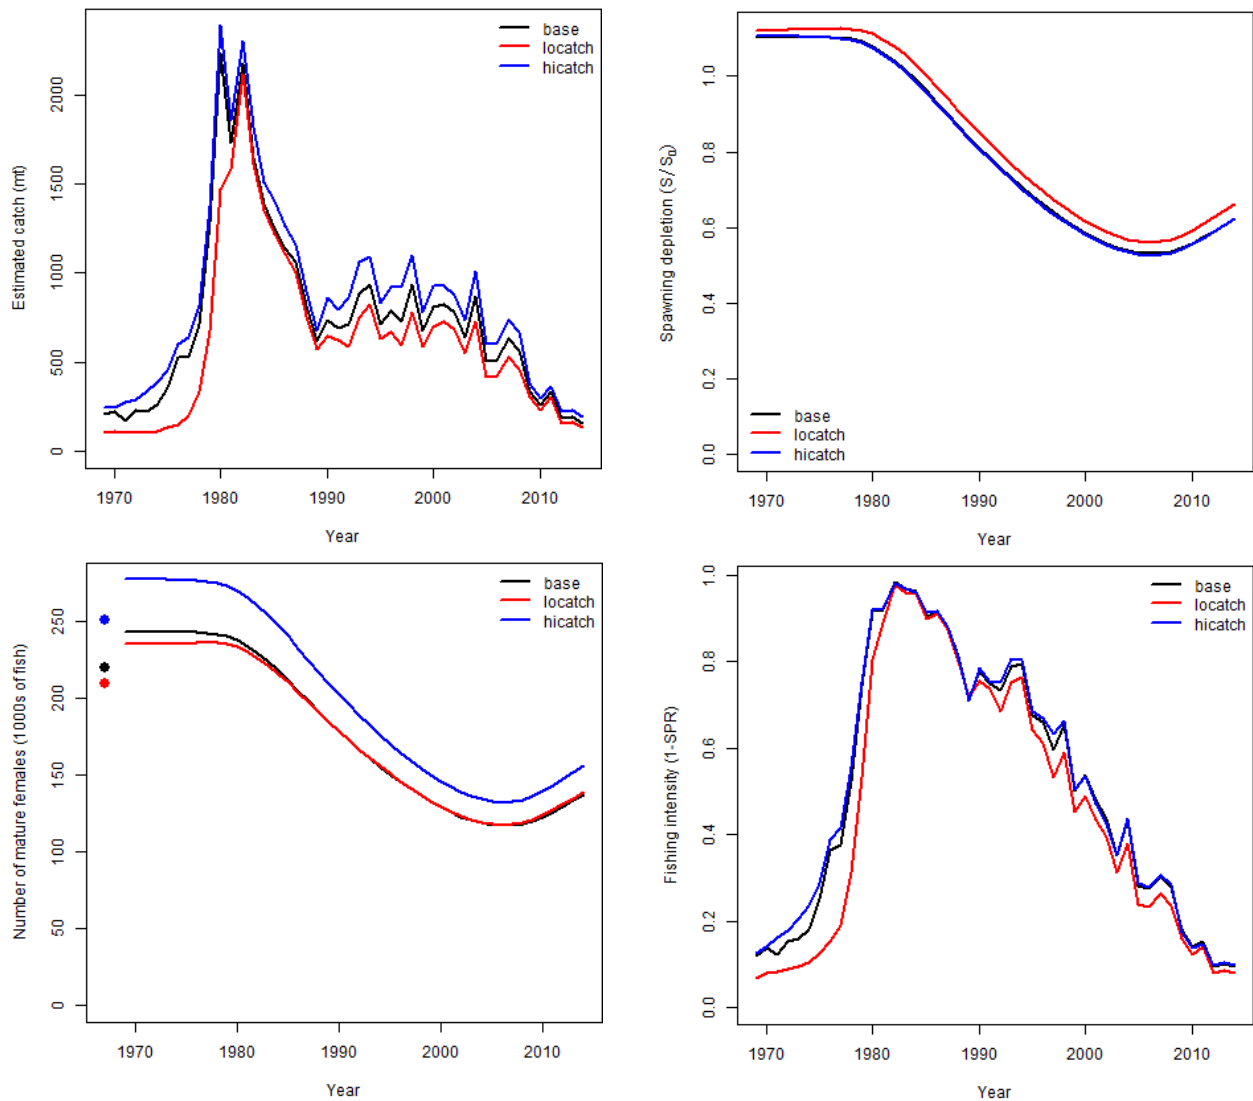 Estimated catch (mt)
2000
1500
1000
500
0
base
locatch
hicatch
1970 1980 1990 2000 2010
Year
Spawning depletion (S/S0)
1.0
0.8
0.6
0.4
0.2
0.0
base
locatch
hicatch
1970 1980 1990 2000 2010
Year
Number of mature females (1000s of fish)
250
200
150
100
50
0
base
locatch
hicatch
1970 1980 1990 2000 2010
Year
Fishing intensity (1-SPR)
1.0
0.8
0.6
0.4
0.2
0.0
base
locatch
hicatch
1970 1980 1990 2000 2010
Year